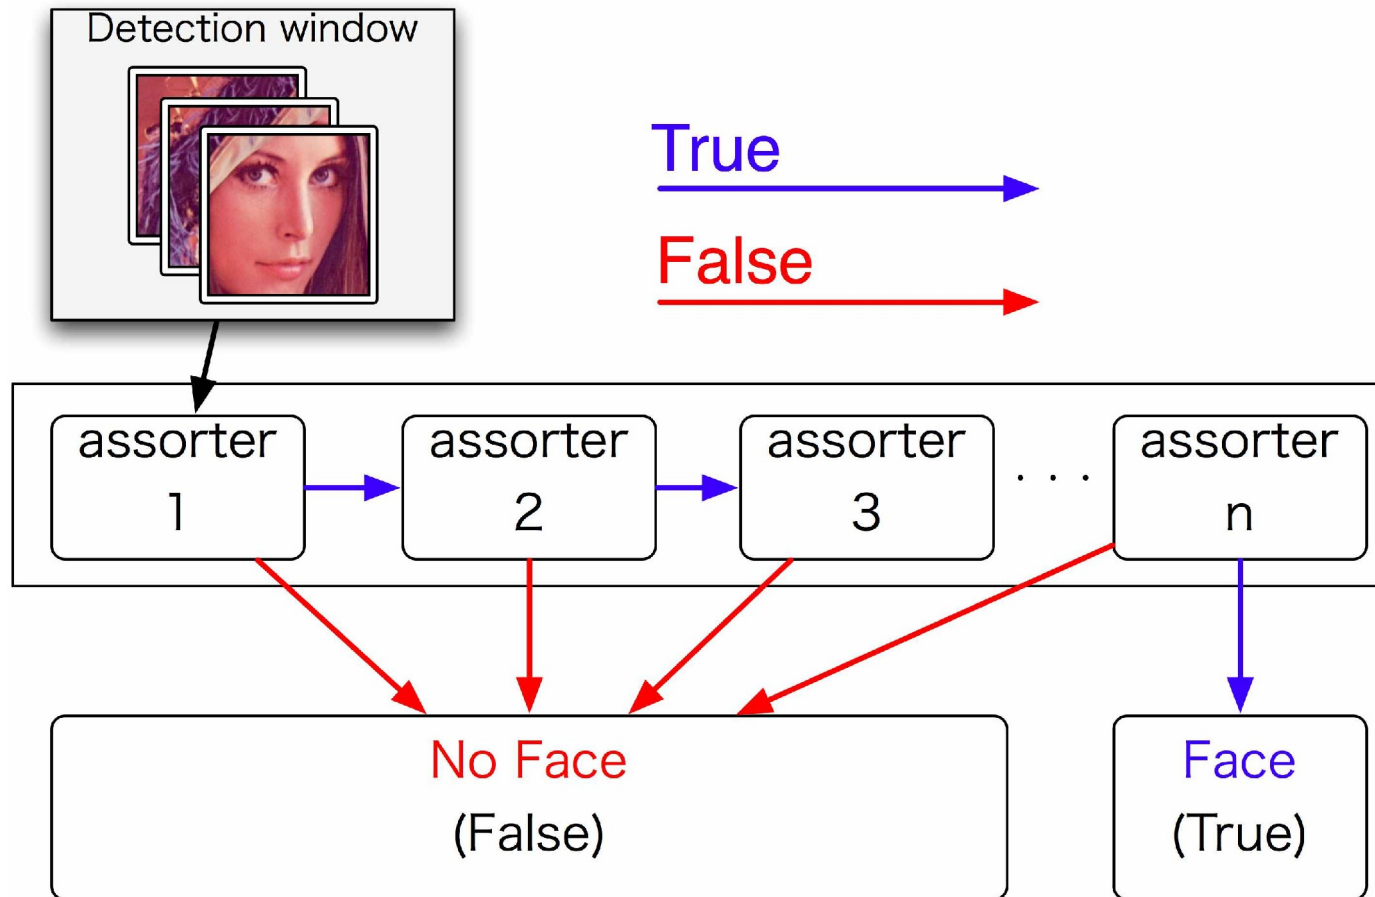 Detection window
True
False
assorter
1
assorter
2
assorter
3
. . .
assorter
n
No Face
(False)
Face
(True)